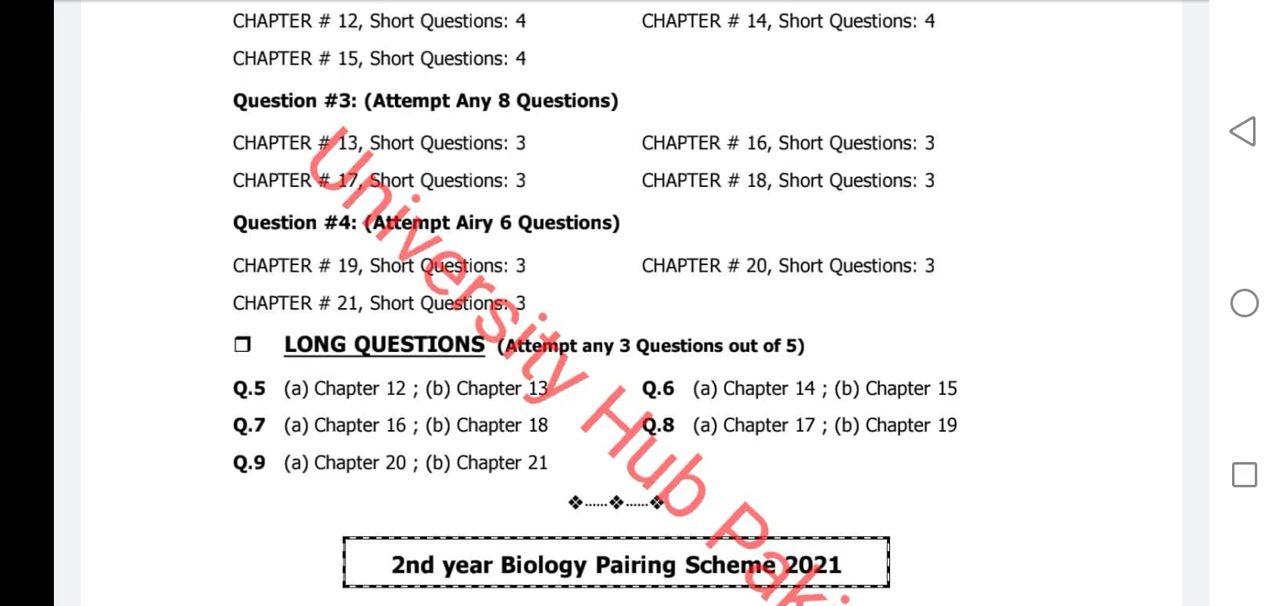 CHAPTER # 12, Short Questions: 4 CHAPTER # 14, Short Questions: 4
CHAPTER # 15, Short Questions: 4
Question #3: (Attempt Any 8 Questions)
CHAPTER # 13, Short Questions: 3 CHAPTER # 16, Short Questions: 3
CHAPTER # 17, Short Questions: 3 CHAPTER # 18, Short Questions: 3
Question #4: (Attempt Airy 6 Questions)
CHAPTER # 19, Short Questions: 3 CHAPTER # 20, Short Questions: 3
CHAPTER # 21, Short Questions: 3
LONG QUESTIONS (Attempt any 3 Questions out of 5)
Q.5 (a) Chapter 12 ; (b) Chapter 13 Q.6 (a) Chapter 14 ; (b) Chapter 15
Q.7 (a) Chapter 16 ; (b) Chapter 18 Q.8 (a) Chapter 17 ; (b) Chapter 19
Q.9 (a) Chapter 20 ; (b) Chapter 21
2nd year Biology Pairing Scheme 2021
University Hub Paki